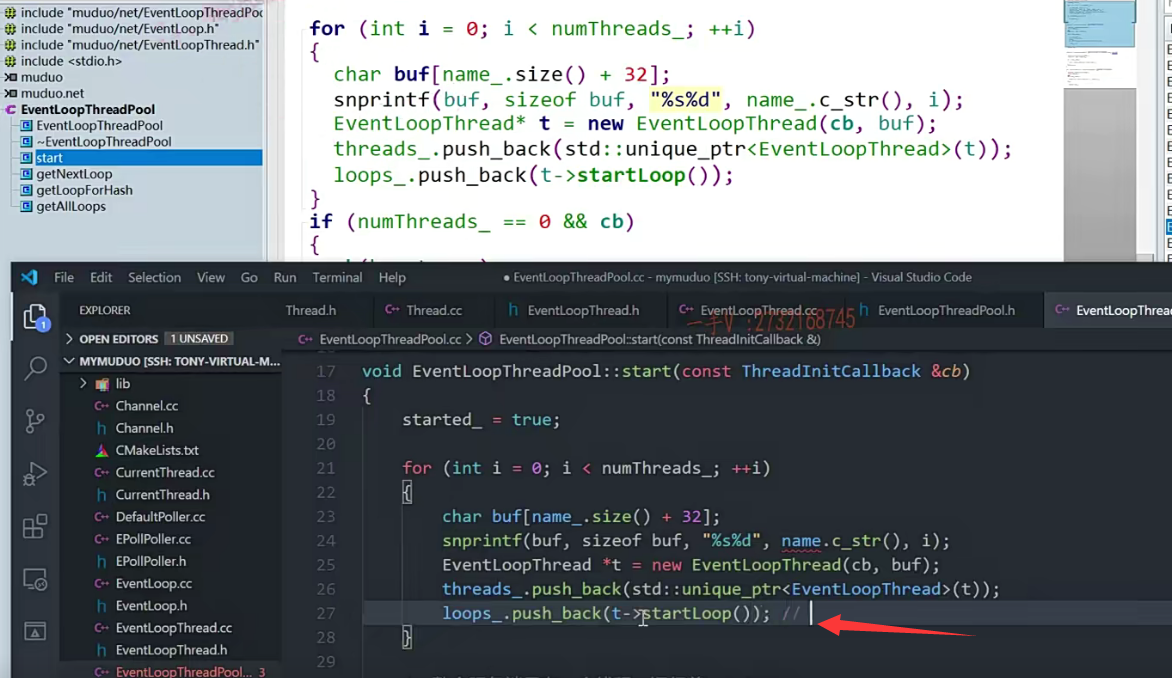 include "muduo/net/EventLoopThreadPoo
include "muduo/net/EventLoop.h"
include "muduo/net/EventLoopThread.h"
include <stdio.h>
muduo
muduo.net
EventLoopThreadPool
EventLoopThreadPool
~EventLoopThreadPool
start
getNextLoop
getLoopForHash
getAllLoops
for (int i = 0; i < numThreads_; ++i)
{
char buf[name_.size() + 32];
snprintf(buf, sizeof buf, "%s%d", name_.c_str(), i);
EventLoopThread* t = new EventLoopThread(cb, buf);
threads_.push_back(std::unique_ptr<EventLoopThread>(t));
loops_.push_back(t->startLoop());
}
if (numThreads_ == 0 && cb)
{
File Edit Selection View Go Run Terminal Help
● EventLoopThreadPool.cc - mymuduo [SSH: tony-virtual-machine] - Visual Studio Code
EXPLORER
Thread.h
C++ Thread.cc
h EventLoopThread.h
C++ EventLoopThread.cc
h EventLoopThreadPool.h
C++ EventLoopThrea
:2732168745
OPEN EDITORS 1 UNSAVED
MYMUDUO [SSH: TONY-VIRTUAL-M...
lib
C++ Channel.cc
h Channel.h
CMakeLists.txt
C++ CurrentThread.cc
h CurrentThread.h
C++ DefaultPoller.cc
C++ EPollPoller.cc
h EPollPoller.h
C++ EventLoop.cc
h EventLoop.h
C++ EventLoopThread.cc
h EventLoopThread.h
C++ EventLoopThreadPool... 3
1
C++ EventLoopThreadPool.cc > EventLoopThreadPool::start(const ThreadInitCallback &)
17 void EventLoopThreadPool::start(const ThreadInitCallback &cb)
18 {
19 started_ = true;
20
21 for (int i = 0; i < numThreads_; ++i)
22 {
23 char buf[name_.size() + 32];
24 snprintf(buf, sizeof buf, "%s%d", name.c_str(), i);
25 EventLoopThread *t = new EventLoopThread(cb, buf);
26 threads_.push_back(std::unique_ptr<EventLoopThread>(t));
27 loops_.push_back(t->startLoop()); //
28 }
29